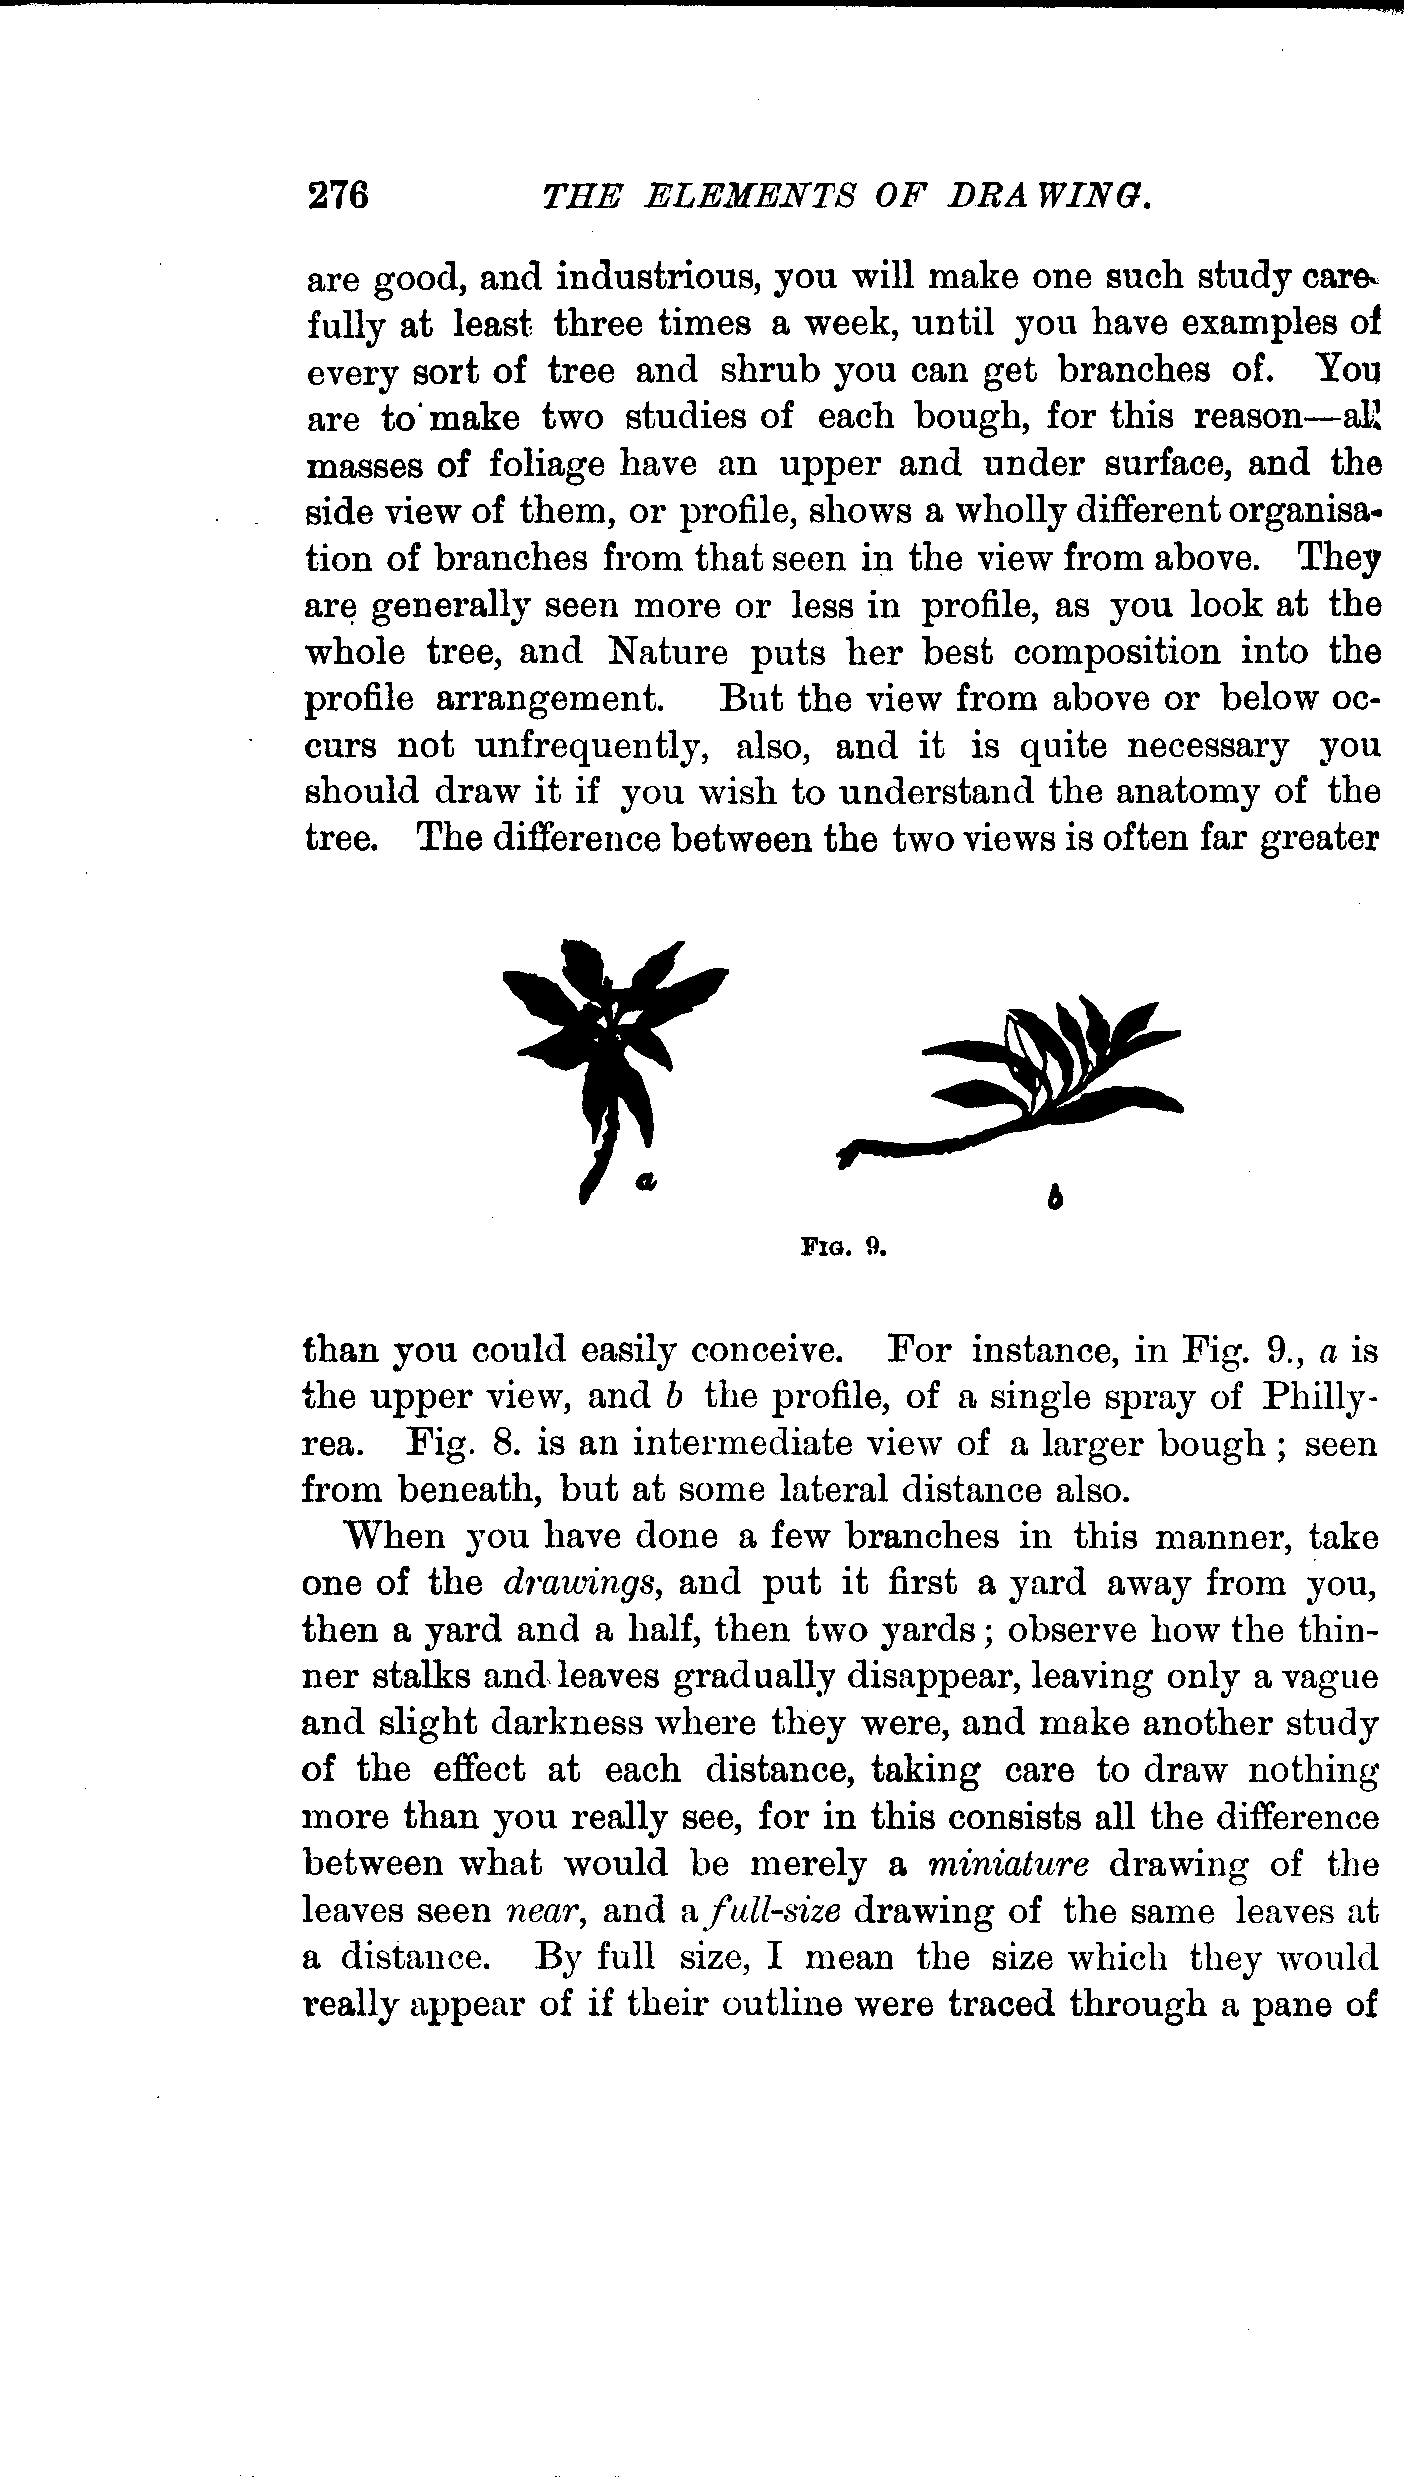 276 THE ELEMENTS OF DRAWING.
are good, and industrious, you will make one such study care-
fully at least three times a week, until you have examples of
every sort of tree and shrub you can get branches of. You
are to make two studies of each bough, for this reason—all
masses of foliage have an upper and under surface, and the
side view of them, or profile, shows a wholly different organisa-
tion of branches from that seen in the view from above. They
are generally seen more or less in profile, as you look at the
whole tree, and Nature puts her best composition into the
profile arrangement. But the view from above or below oc-
curs not unfrequently, also, and it is quite necessary you
should draw it if you wish to understand the anatomy of the
tree. The difference between the two views is often far greater
a
b
FIG. 9.
than you could easily conceive. For instance, in Fig. 9., a is
the upper view, and b the profile, of a single spray of Philly-
rea. Fig. 8. is an intermediate view of a larger bough ; seen
from beneath, but at some lateral distance also.
When you have done a few branches in this manner, take
one of the drawings, and put it first a yard away from you,
then a yard and a half, then two yards ; observe how the thin-
ner stalks and leaves gradually disappear, leaving only a vague
and slight darkness where they were, and make another study
of the effect at each distance, taking care to draw nothing
more than you really see, for in this consists all the difference
between what would be merely a miniature drawing of the
leaves seen near, and a full-size drawing of the same leaves at
a distance. By full size, I mean the size which they would
really appear of if their outline were traced through a pane of